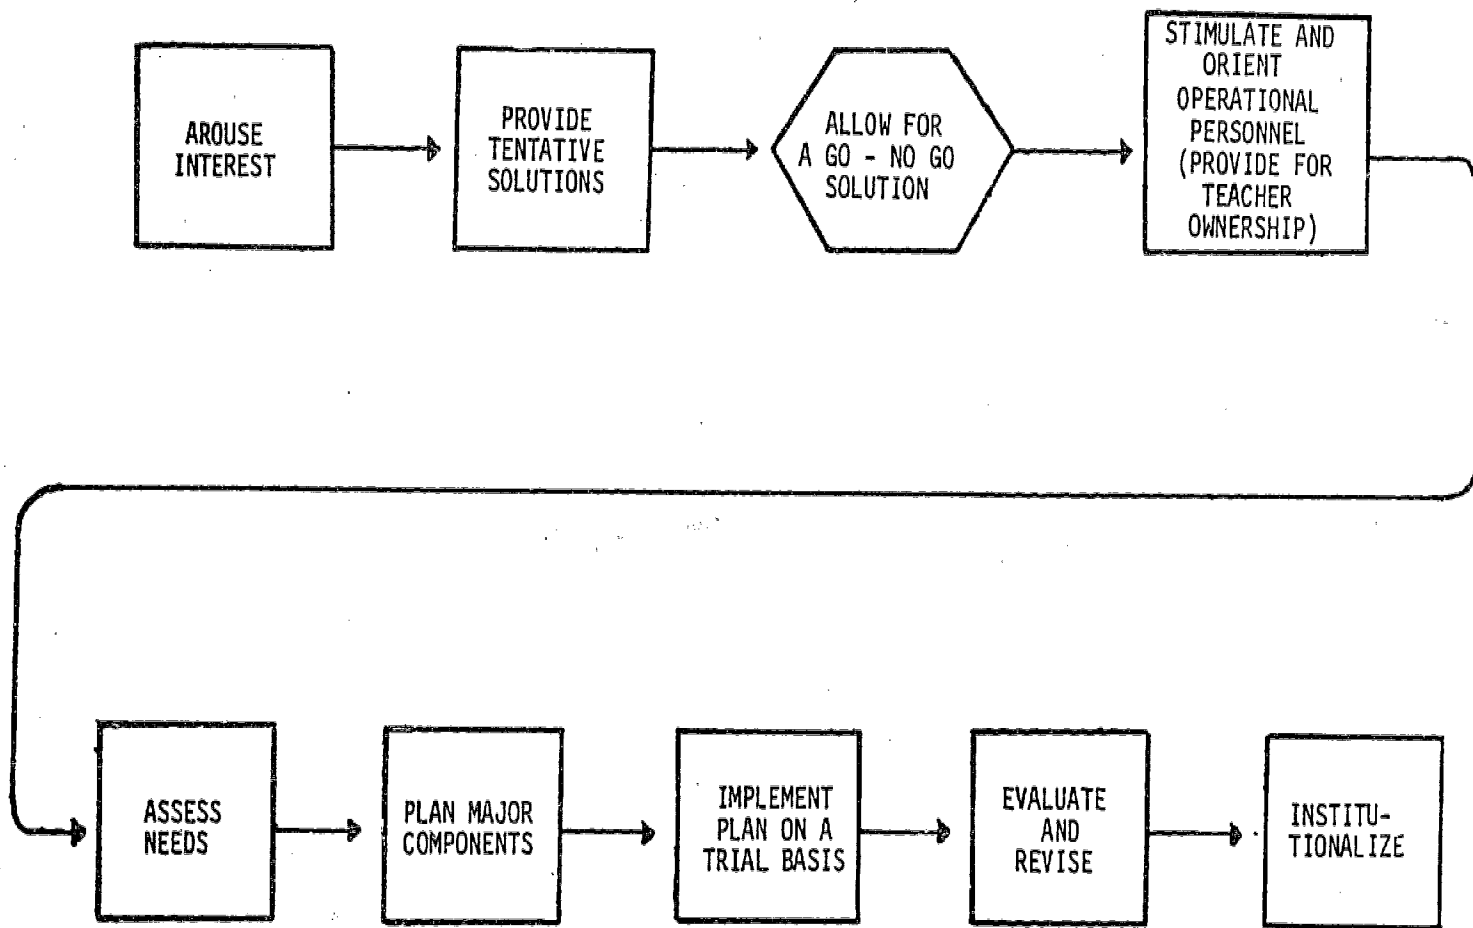 AROUSE
INTEREST
PROVIDE
TENTATIVE
SOLUTIONS
ALLOW FOR
A GO - NO GO
SOLUTION
STIMULATE AND
ORIENT
OPERATIONAL
PERSONNEL
(PROVIDE FOR
TEACHER
OWNERSHIP)
ASSESS
NEEDS
PLAN MAJOR
COMPONENTS
IMPLEMENT
PLAN ON A
TRIAL BASIS
EVALUATE
AND
REVISE
INSTITU-
TIONALIZE